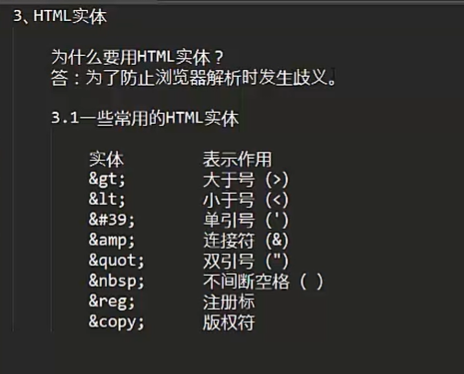 3、HTML实体
为什么要用HTML实体？
答：为了防止浏览器解析时发生歧义。
3.1一些常用的HTML实体
实体 表示作用
&gt; 大于号（>）
&lt; 小于号（<）
&#39; 单引号（'）
&amp; 连接符（&）
&quot; 双引号（"）
&nbsp; 不间断空格（ ）
&reg; 注册标
&copy; 版权符